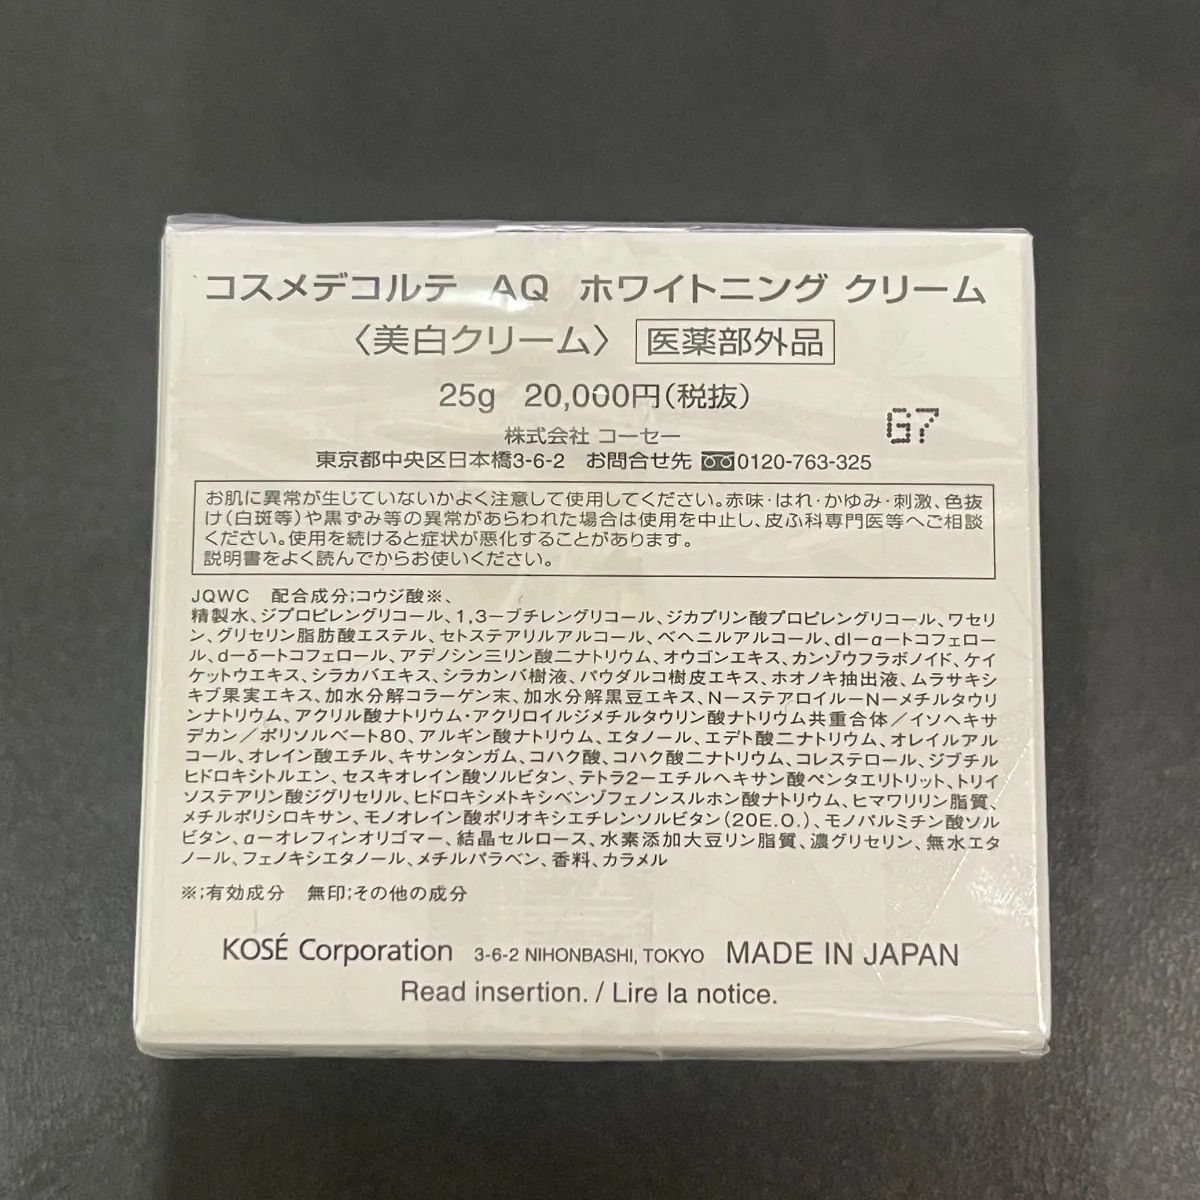 コスメデコルテ AQ ホワイトニング クリーム
〈美白クリーム〉 医薬部外品
25g 20,000円(税抜)
G7
株式会社 コーセー
東京都中央区日本橋3-6-2 お問合せ先 0120-763-325
お肌に異常が生じていないかよく注意して使用してください。赤味・はれ・かゆみ・刺激、色抜
け(白斑等)や黒ずみ等の異常があらわれた場合は使用を中止し、皮ふ科専門医等へご相談
ください。使用を続けると症状が悪化することがあります。
説明書をよく読んでからお使いください。
JQWC 配合成分;コウジ酸※、
精製水、ジプロピレングリコール、1,3ーブチレングリコール、ジカプリン酸プロピレングリコール、ワセリ
ン、グリセリン脂肪酸エステル、セトステアリルアルコール、ベヘニルアルコール、dlーαートコフェロー
ル、dーδートコフェロール、アデノシン三リン酸二ナトリウム、オウゴンエキス、カンゾウフラボノイド、ケイ
ケットウエキス、シラカバエキス、シラカンバ樹液、パウダルコ樹皮エキス、ホオノキ抽出液、ムラサキシ
キブ果実エキス、加水分解コラーゲン末、加水分解黒豆エキス、NーステアロイルーNーメチルタウリ
ンナトリウム、アクリル酸ナトリウム・アクリロイルジメチルタウリン酸ナトリウム共重合体／イソヘキサ
デカン／ポリソルベート80、アルギン酸ナトリウム、エタノール、エデト酸二ナトリウム、オレイルアル
コール、オレイン酸エチル、キサンタンガム、コハク酸、コハク酸二ナトリウム、コレステロール、ジブチル
ヒドロキシトルエン、セスキオレイン酸ソルビタン、テトラ2ーエチルヘキサン酸ペンタエリトリット、トリイ
ソステアリン酸ジグリセリル、ヒドロキシメトキシベンゾフェノンスルホン酸ナトリウム、ヒマワリリン脂質、
メチルポリシロキサン、モノオレイン酸ポリオキシエチレンソルビタン(20E.O.)、モノパルミチン酸ソル
ビタン、αーオレフィンオリゴマー、結晶セルロース、水素添加大豆リン脂質、濃グリセリン、無水エタ
ノール、フェノキシエタノール、メチルパラベン、香料、カラメル
※;有効成分 無印;その他の成分
KOSÉ Corporation 3-6-2 NIHONBASHI, TOKYO MADE IN JAPAN
Read insertion. / Lire la notice.